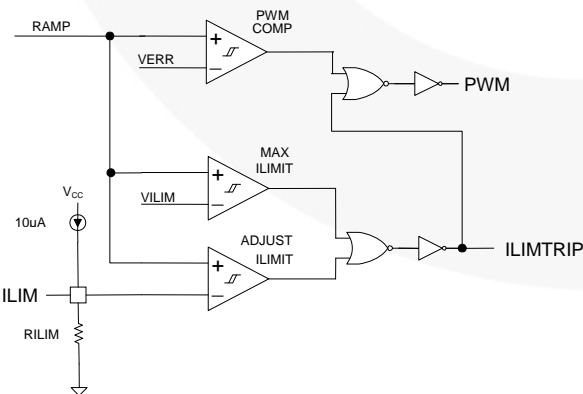 RAMP
PWM
COMP
VERR
PWM
MAX
ILIMIT
VILIM
VCC
10uA
ADJUST
ILIMIT
ILIMTRIP
ILIM
RILIM